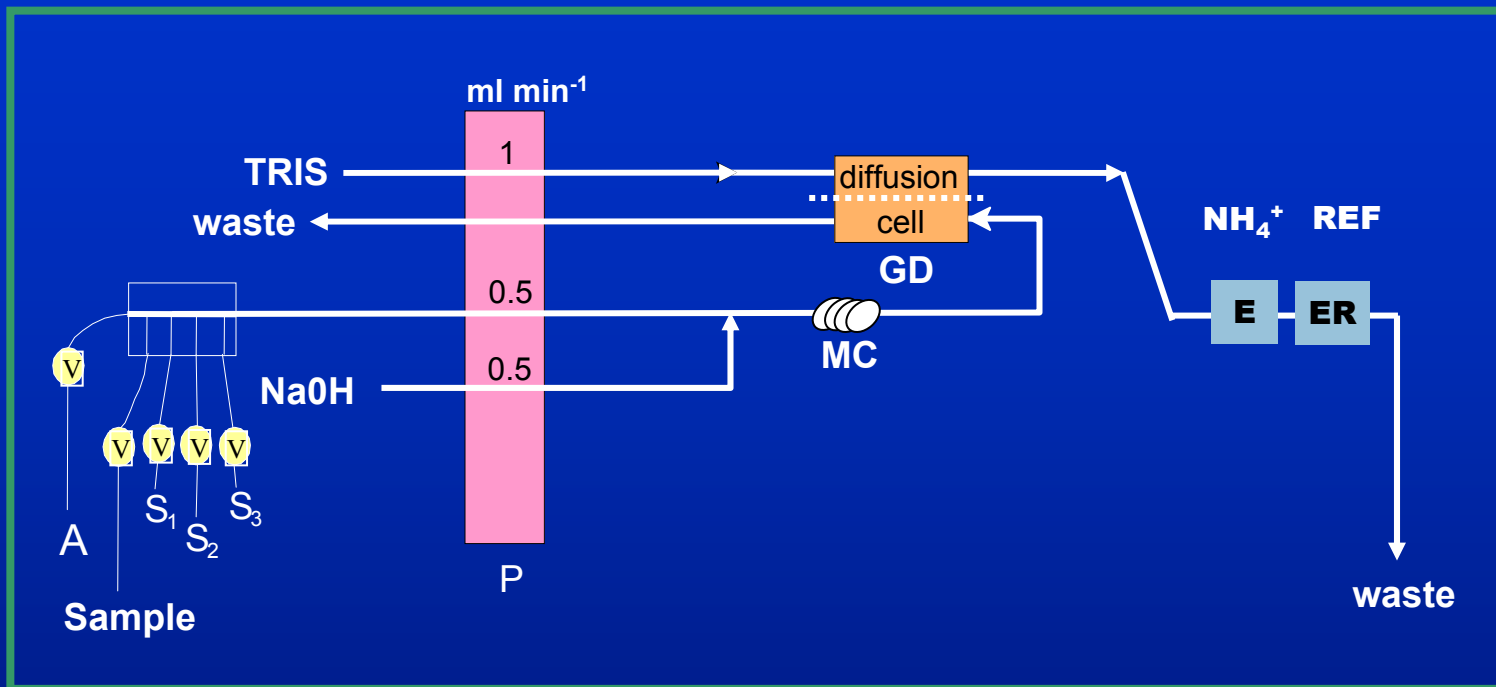 ml min⁻¹
1
TRIS
diffusion
waste
cell
NH₄⁺ REF
GD
0.5
E
ER
MC
V
0.5
Na0H
V
V
V
V
S₁
S₂
S₃
A
P
Sample
waste